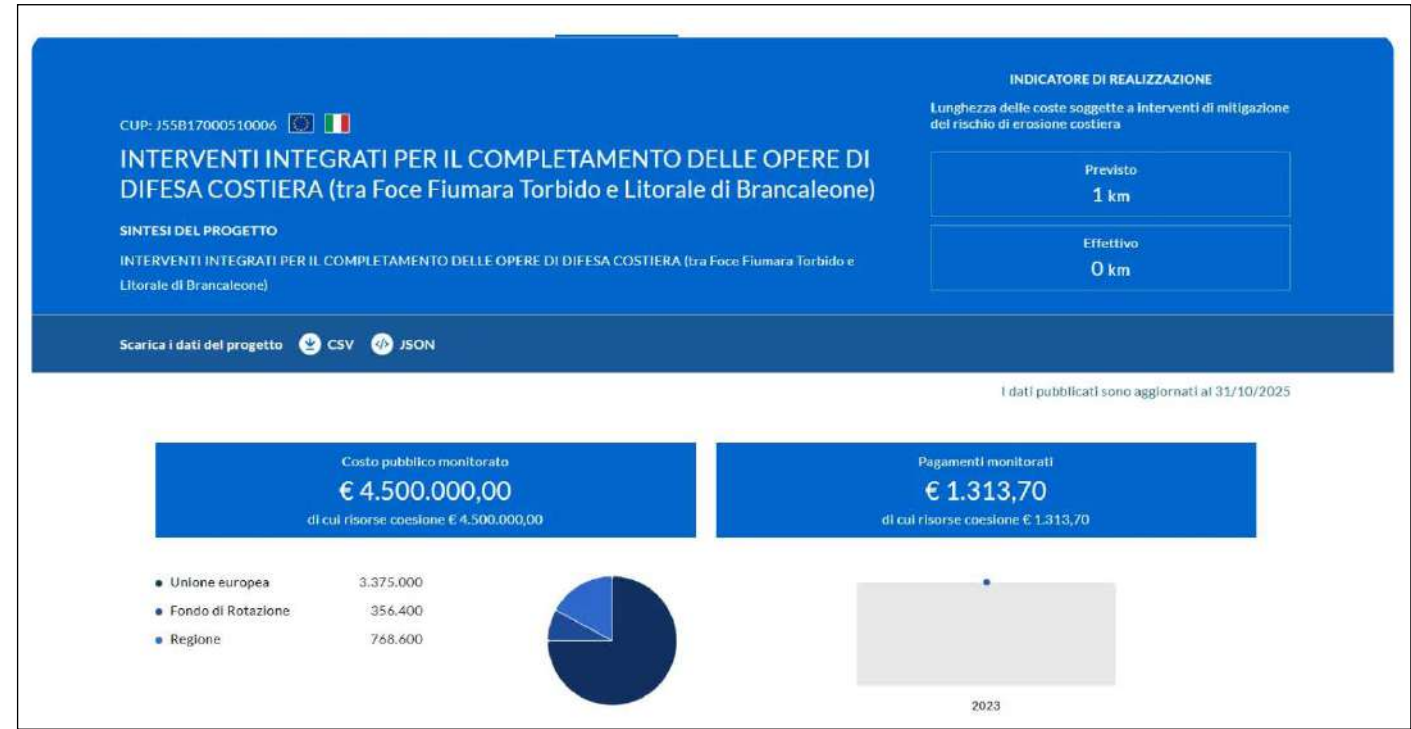 CUP: J55B17000510006
INTERVENTI INTEGRATI PER IL COMPLETAMENTO DELLE OPERE DI
DIFESA COSTIERA (tra Foce Fiumara Torbido e Litorale di Brancaleone)
SINTESI DEL PROGETTO
INTERVENTI INTEGRATI PER IL COMPLETAMENTO DELLE OPERE DI DIFESA COSTIERA (tra Foce Fiumara Torbido e
Litorale di Brancaleone)
INDICATORE DI REALIZZAZIONE
Lunghezza delle coste soggette a interventi di mitigazione
del rischio di erosione costiera
Previsto
1 km
Effettivo
0 km
Scarica i dati del progetto CSV JSON
I dati pubblicati sono aggiornati al 31/10/2025
Costo pubblico monitorato
€ 4.500.000,00
di cui risorse coesione € 4.500.000,00
Pagamenti monitorati
€ 1.313,70
di cui risorse coesione € 1.313,70
Unione europea 3.375.000
Fondo di Rotazione 356.400
Regione 768.600
2023